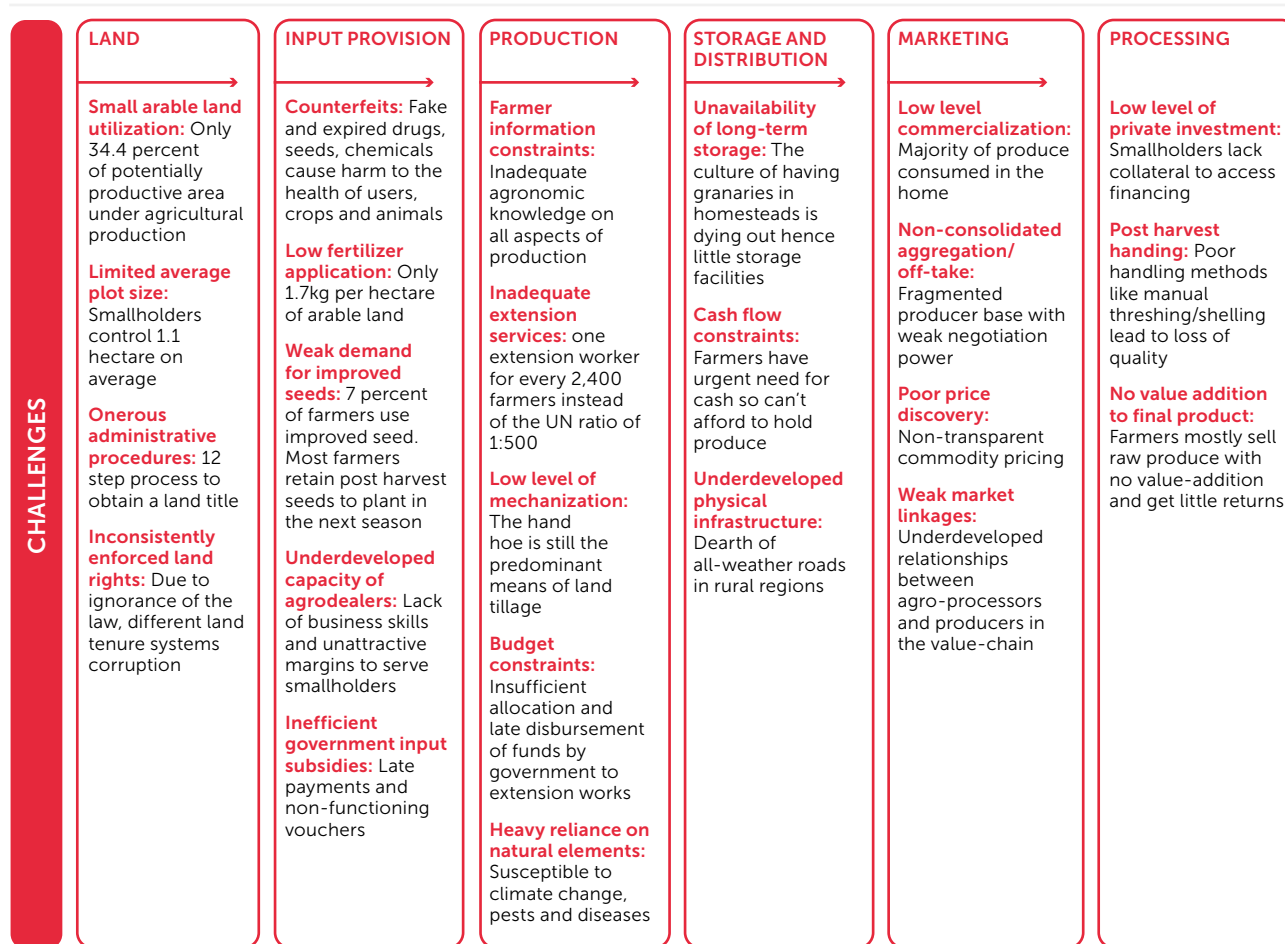 CHALLENGES
LAND
Small arable land
utilization: Only
34.4 percent
of potentially
productive area
under agricultural
production
Limited average
plot size:
Smallholders
control 1.1
hectare on
average
Onerous
administrative
procedures: 12
step process to
obtain a land title
Inconsistently
enforced land
rights: Due to
ignorance of the
law, different land
tenure systems
corruption
INPUT PROVISION
Counterfeits: Fake
and expired drugs,
seeds, chemicals
cause harm to the
health of users,
crops and animals
Low fertilizer
application: Only
1.7kg per hectare
of arable land
Weak demand
for improved
seeds: 7 percent
of farmers use
improved seed.
Most farmers
retain post harvest
seeds to plant in
the next season
Underdeveloped
capacity of
agrodealers: Lack
of business skills
and unattractive
margins to serve
smallholders
Inefficient
government input
subsidies: Late
payments and
non-functioning
vouchers
PRODUCTION
Farmer
information
constraints:
Inadequate
agronomic
knowledge on
all aspects of
production
Inadequate
extension
services: one
extension worker
for every 2,400
farmers instead
of the UN ratio of
1:500
Low level of
mechanization:
The hand
hoe is still the
predominant
means of land
tillage
Budget
constraints:
Insufficient
allocation and
late disbursement
of funds by
government to
extension works
Heavy reliance on
natural elements:
Susceptible to
climate change,
pests and diseases
STORAGE AND
DISTRIBUTION
Unavailability
of long-term
storage: The
culture of having
granaries in
homesteads is
dying out hence
little storage
facilities
Cash flow
constraints:
Farmers have
urgent need for
cash so can't
afford to hold
produce
Underdeveloped
physical
infrastructure:
Dearth of
all-weather roads
in rural regions
MARKETING
Low level
commercialization:
Majority of produce
consumed in the
home
Non-consolidated
aggregation/
off-take:
Fragmented
producer base with
weak negotiation
power
Poor price
discovery:
Non-transparent
commodity pricing
Weak market
linkages:
Underdeveloped
relationships
between
agro-processors
and producers in
the value-chain
PROCESSING
Low level of
private investment:
Smallholders lack
collateral to access
financing
Post harvest
handing: Poor
handling methods
like manual
threshing/shelling
lead to loss of
quality
No value addition
to final product:
Farmers mostly sell
raw produce with
no value-addition
and get little returns